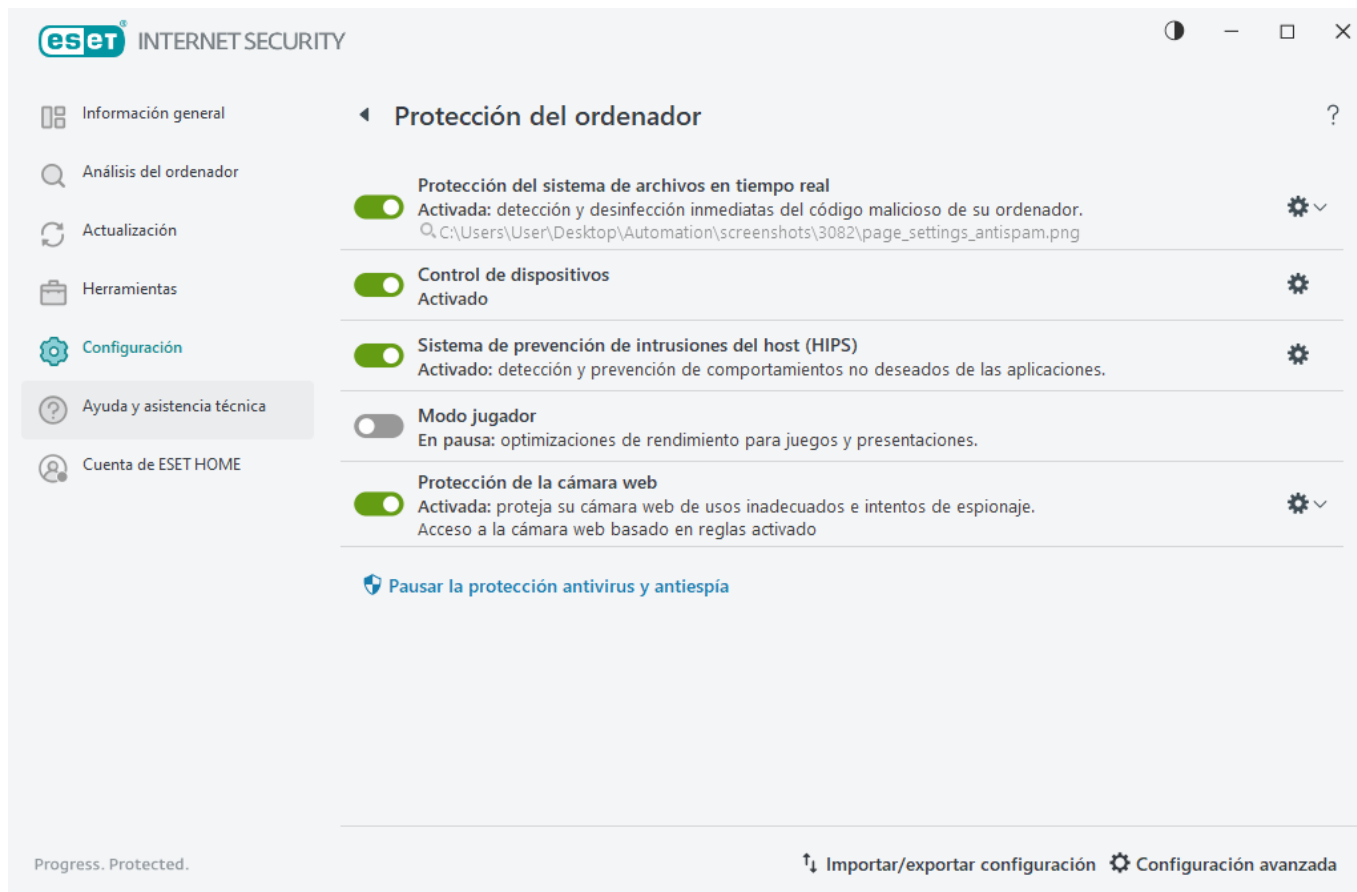 eset® INTERNET SECURITY
Información general
Análisis del ordenador
Actualización
Herramientas
Configuración
Ayuda y asistencia técnica
Cuenta de ESET HOME
Protección del ordenador
?
Protección del sistema de archivos en tiempo real
Activada: detección y desinfección inmediatas del código malicioso de su ordenador.
C:\Users\User\Desktop\Automation\screenshots\3082\page_settings_antispam.png
Control de dispositivos
Activado
Sistema de prevención de intrusiones del host (HIPS)
Activado: detección y prevención de comportamientos no deseados de las aplicaciones.
Modo jugador
En pausa: optimizaciones de rendimiento para juegos y presentaciones.
Protección de la cámara web
Activada: proteja su cámara web de usos inadecuados e intentos de espionaje.
Acceso a la cámara web basado en reglas activado
Pausar la protección antivirus y antiespía
Progress. Protected.
Importar/exportar configuración
Configuración avanzada